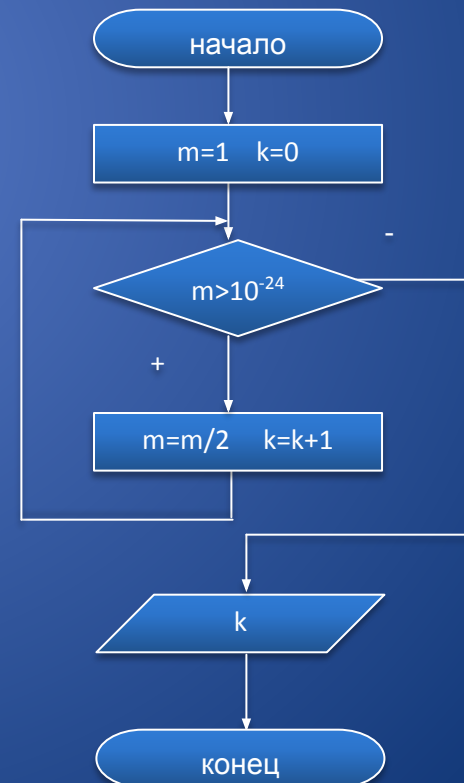 начало
m=1 k=0
-
m>10⁻²⁴
+
m=m/2 k=k+1
k
конец